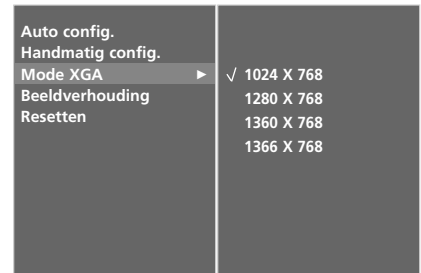 Auto config.
Handmatig config.
Mode XGA ►
Beeldverhouding
Resetten
√ 1024 X 768
1280 X 768
1360 X 768
1366 X 768